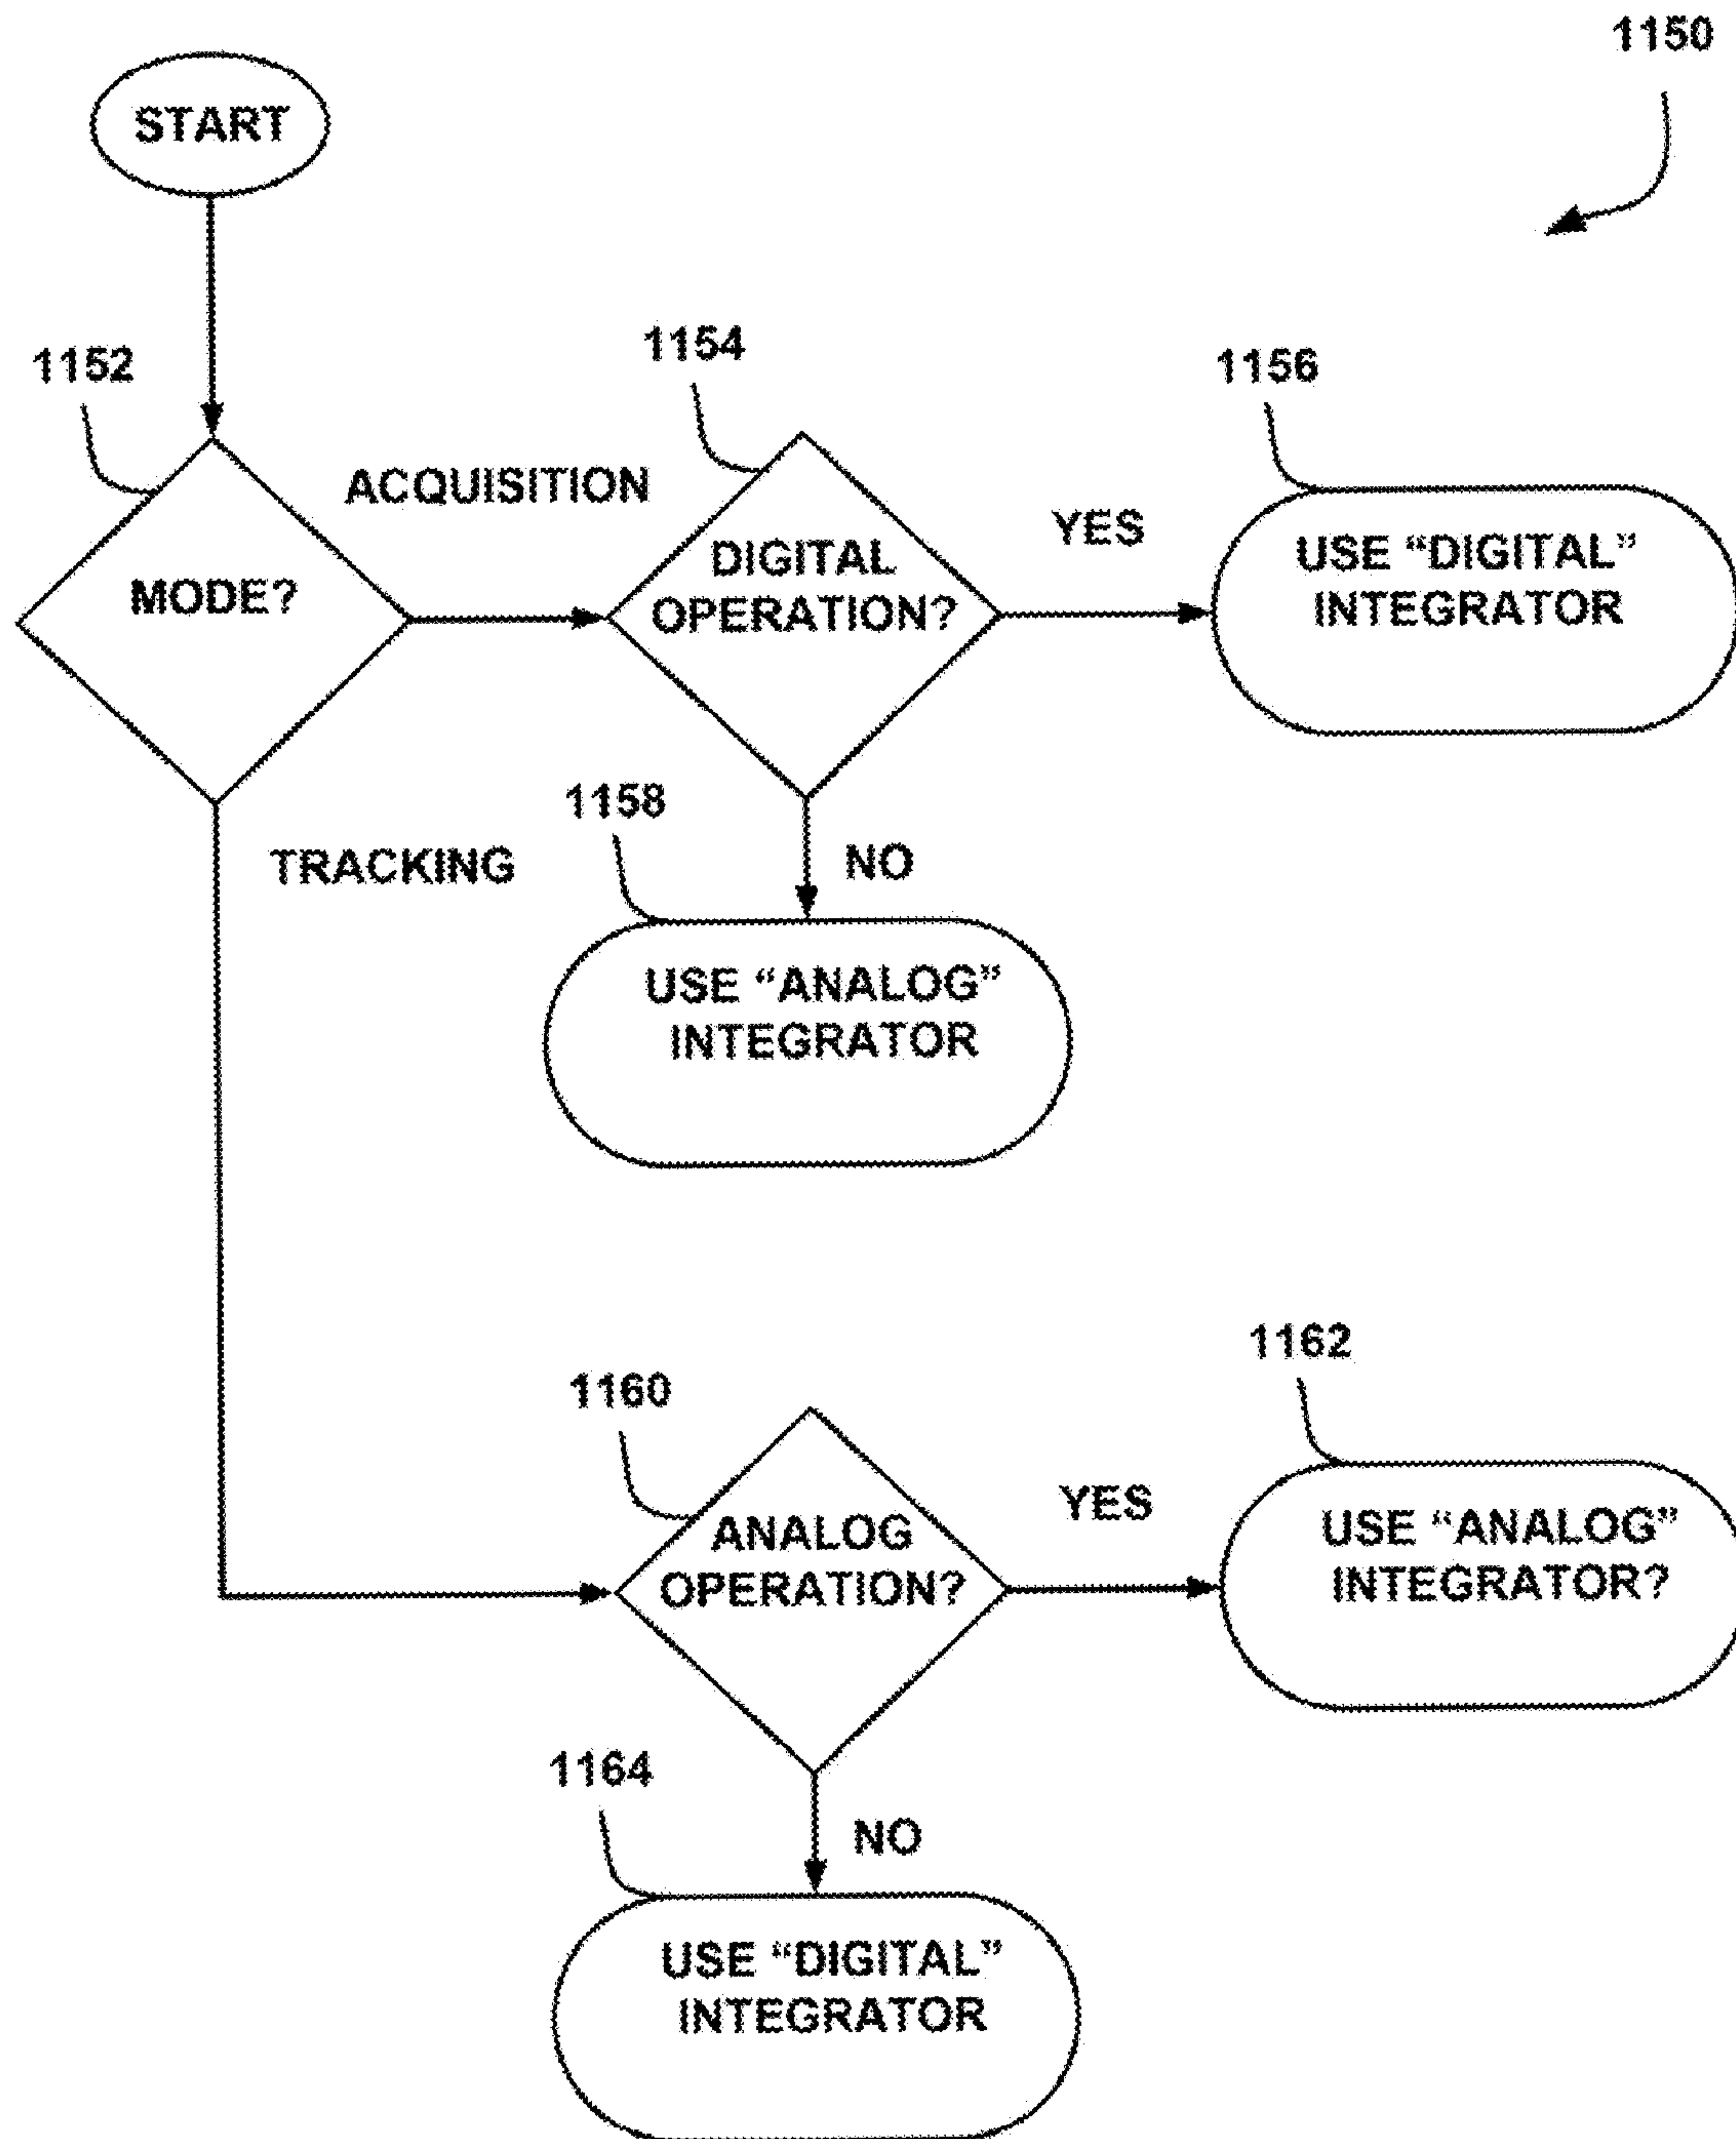 1150
START
1152
1154
1156
ACQUISITION
YES
MODE?
DIGITAL
OPERATION?
USE “DIGITAL”
INTEGRATOR
1158
TRACKING
NO
USE “ANALOG”
INTEGRATOR
1160
1162
YES
ANALOG
OPERATION?
USE “ANALOG”
INTEGRATOR?
1164
NO
USE “DIGITAL”
INTEGRATOR